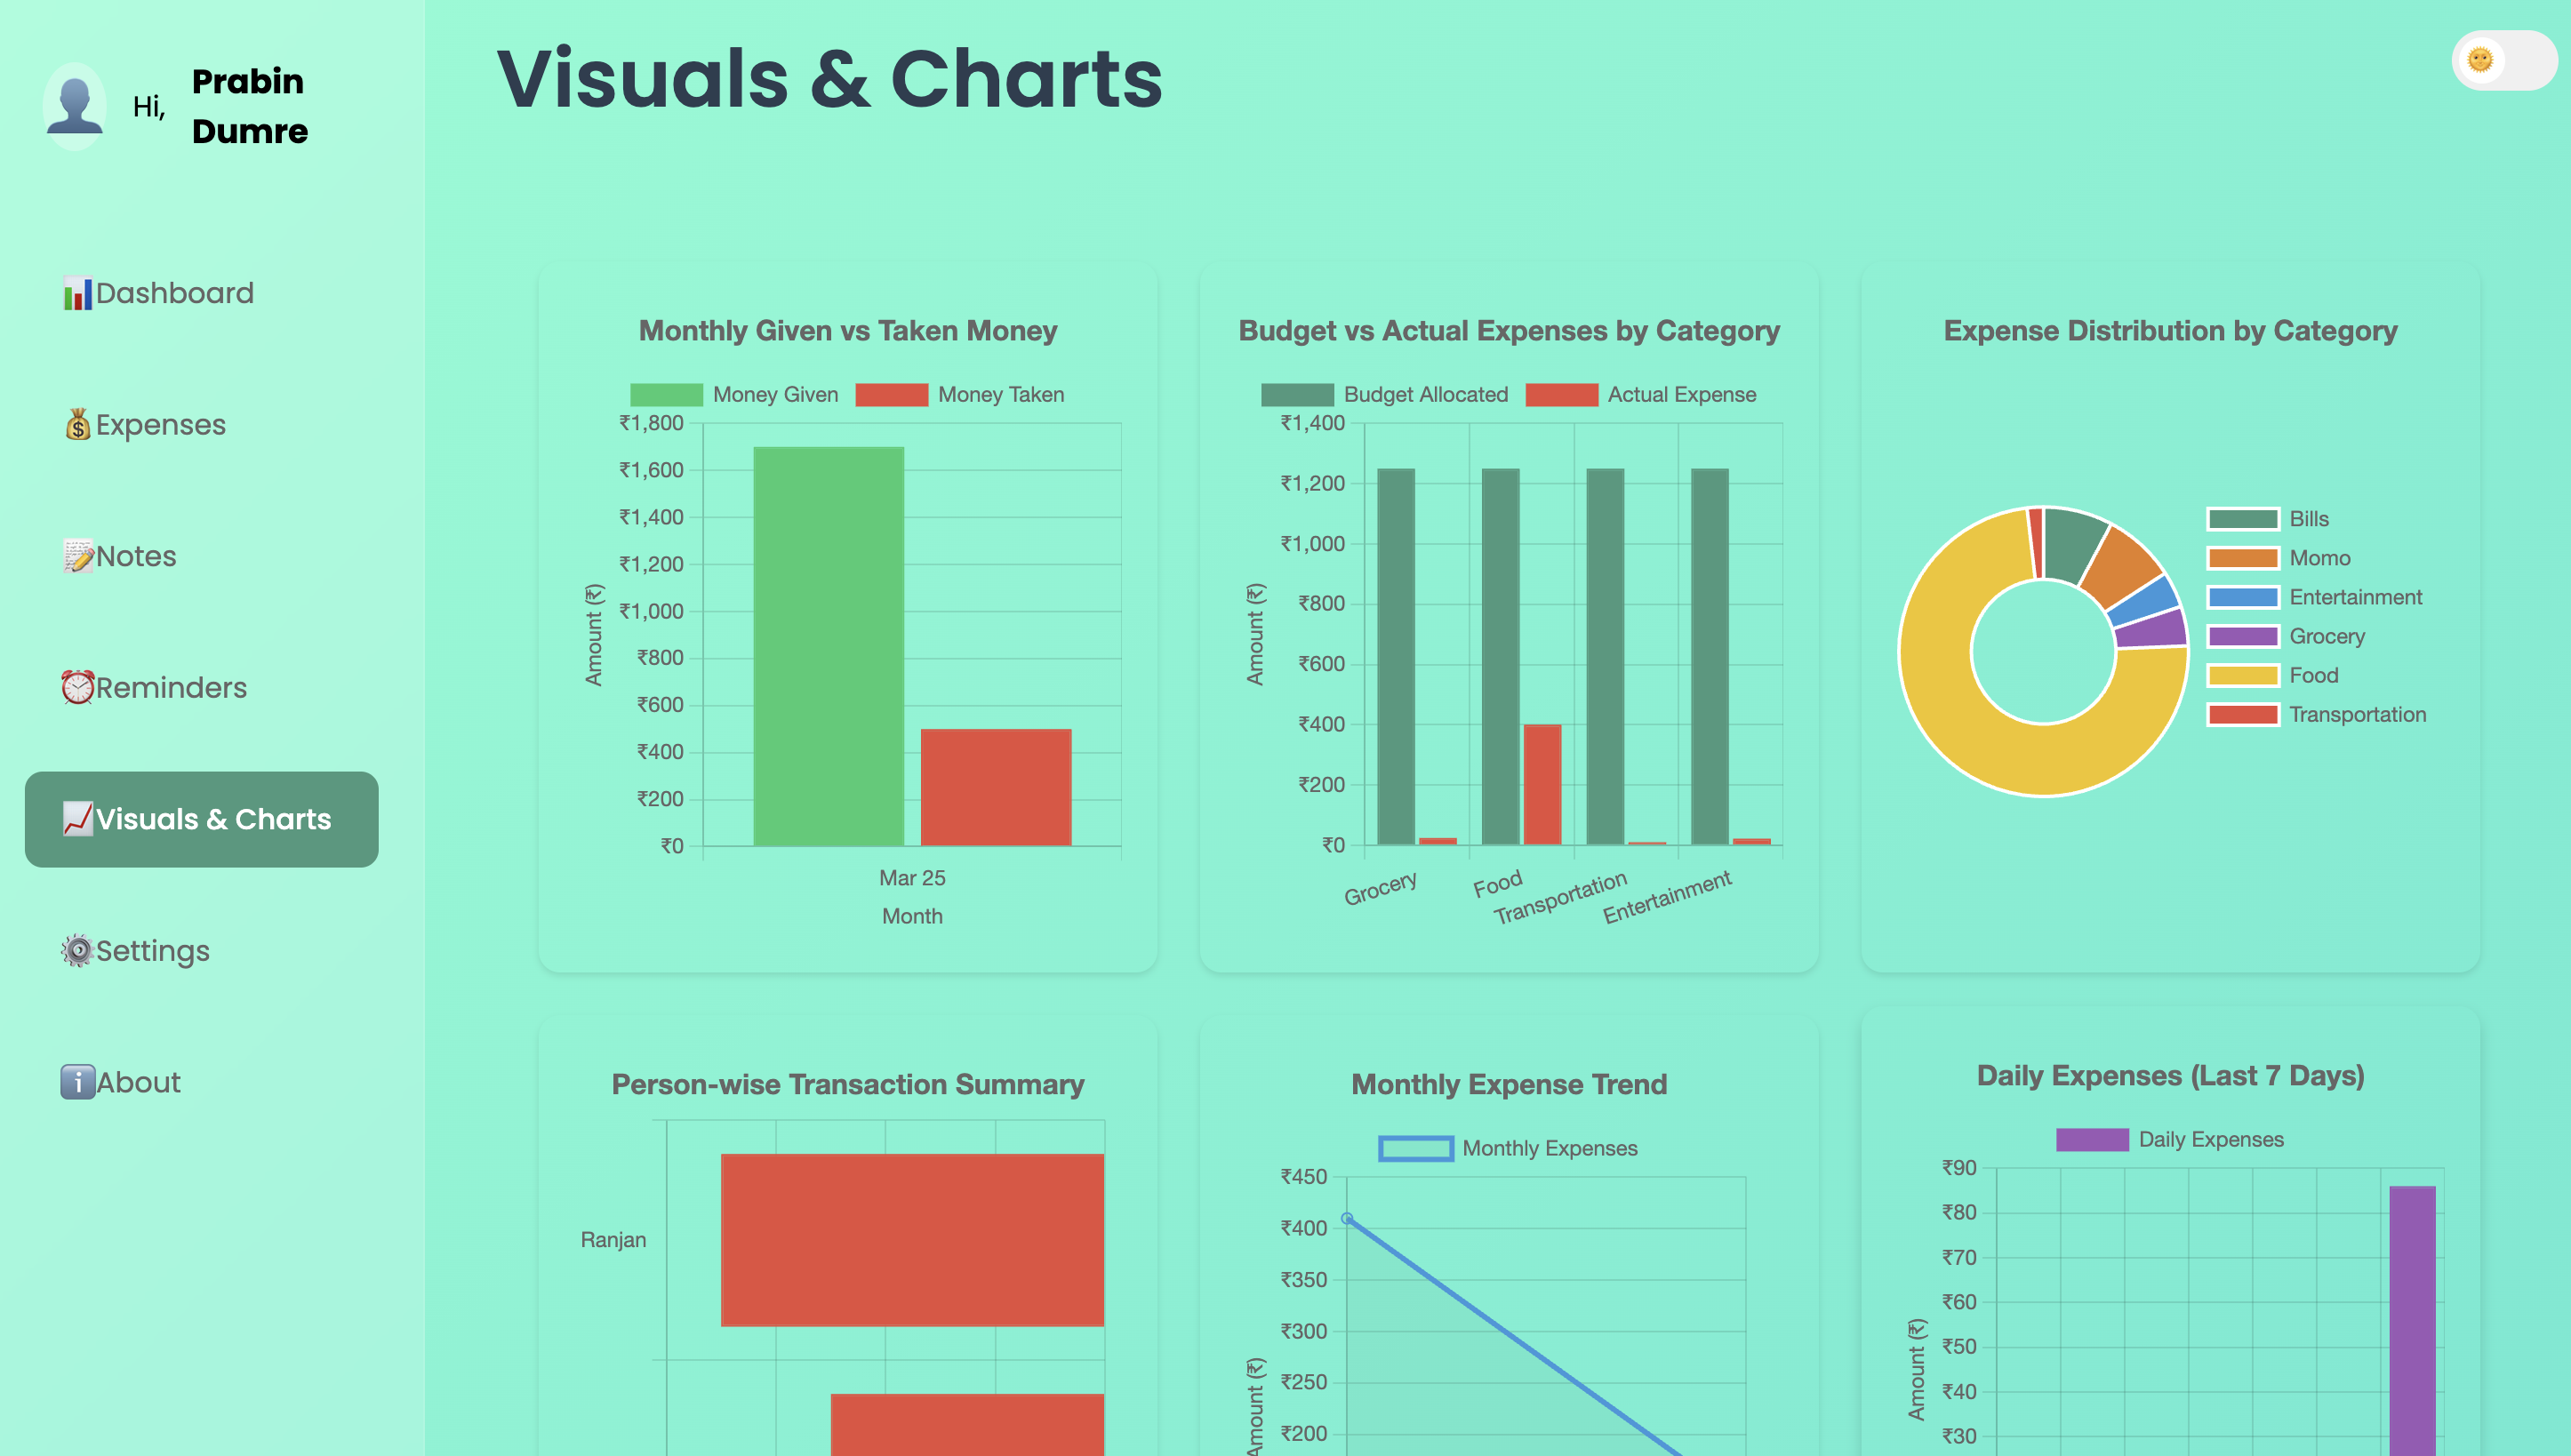 Hi,
Prabin
Dumre
Dashboard
Expenses
Notes
Reminders
Visuals & Charts
Settings
About
Visuals & Charts
Monthly Given vs Taken Money
Money Given
Money Taken
₹1,800
₹1,600
₹1,400
₹1,200
₹1,000
₹800
₹600
₹400
₹200
₹0
Amount (₹)
Mar 25
Month
Budget vs Actual Expenses by Category
Budget Allocated
Actual Expense
₹1,400
₹1,200
₹1,000
₹800
₹600
₹400
₹200
₹0
Amount (₹)
Grocery
Food
Transportation
Entertainment
Expense Distribution by Category
Bills
Momo
Entertainment
Grocery
Food
Transportation
Person-wise Transaction Summary
Ranjan
Monthly Expense Trend
Monthly Expenses
₹450
₹400
₹350
₹300
₹250
₹200
Amount (₹)
Daily Expenses (Last 7 Days)
Daily Expenses
₹90
₹80
₹70
₹60
₹50
₹40
₹30
Amount (₹)